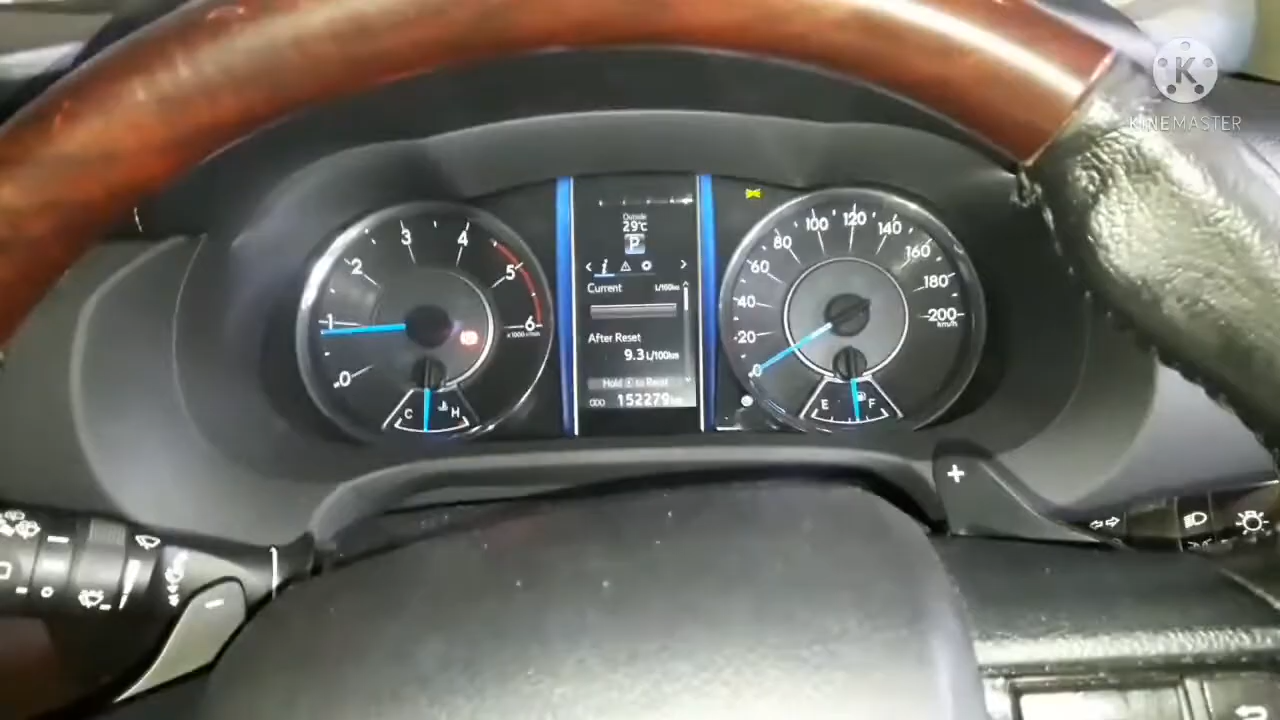 KINEMASTER
Outside
29°C
P
Current L/100km
After Reset
9.3 L/100km
Hold to Reset
ODO 152279 km
0
1
2
3
4
5
6
x1000 r/min
C H
0
20
40
60
80
100
120
140
160
180
200
km/h
E F
+
-